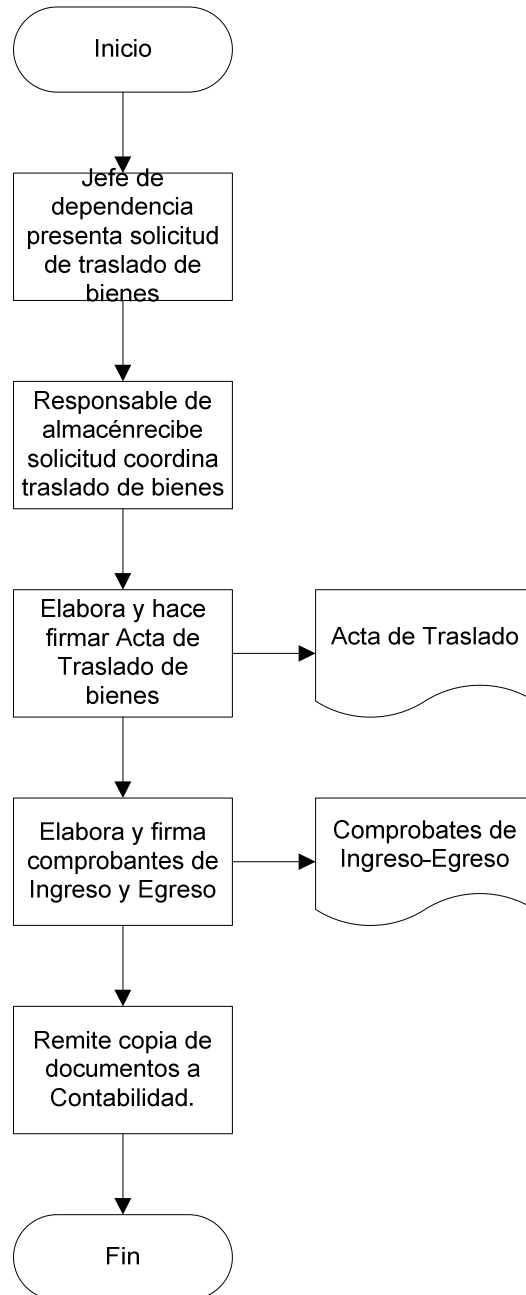 Inicio
Jefe de
dependencia
presenta solicitud
de traslado de
bienes
Responsable de
almacénrecibe
solicitud coordina
traslado de bienes
Elabora y hace
firmar Acta de
Traslado de
bienes
Acta de Traslado
Elabora y firma
comprobantes de
Ingreso y Egreso
Comprobates de
Ingreso-Egreso
Remite copia de
documentos a
Contabilidad.
Fin